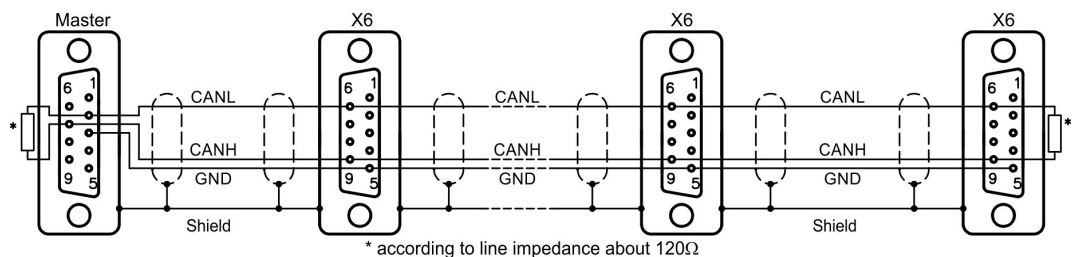 Master X6 X6 X6
6 1 6 1 6 1 6 1
CANL CANL CANL
* *
CANH CANH CANH
9 5 9 5 9 5 9 5
GND GND GND
Shield Shield
* according to line impedance about 120Ω